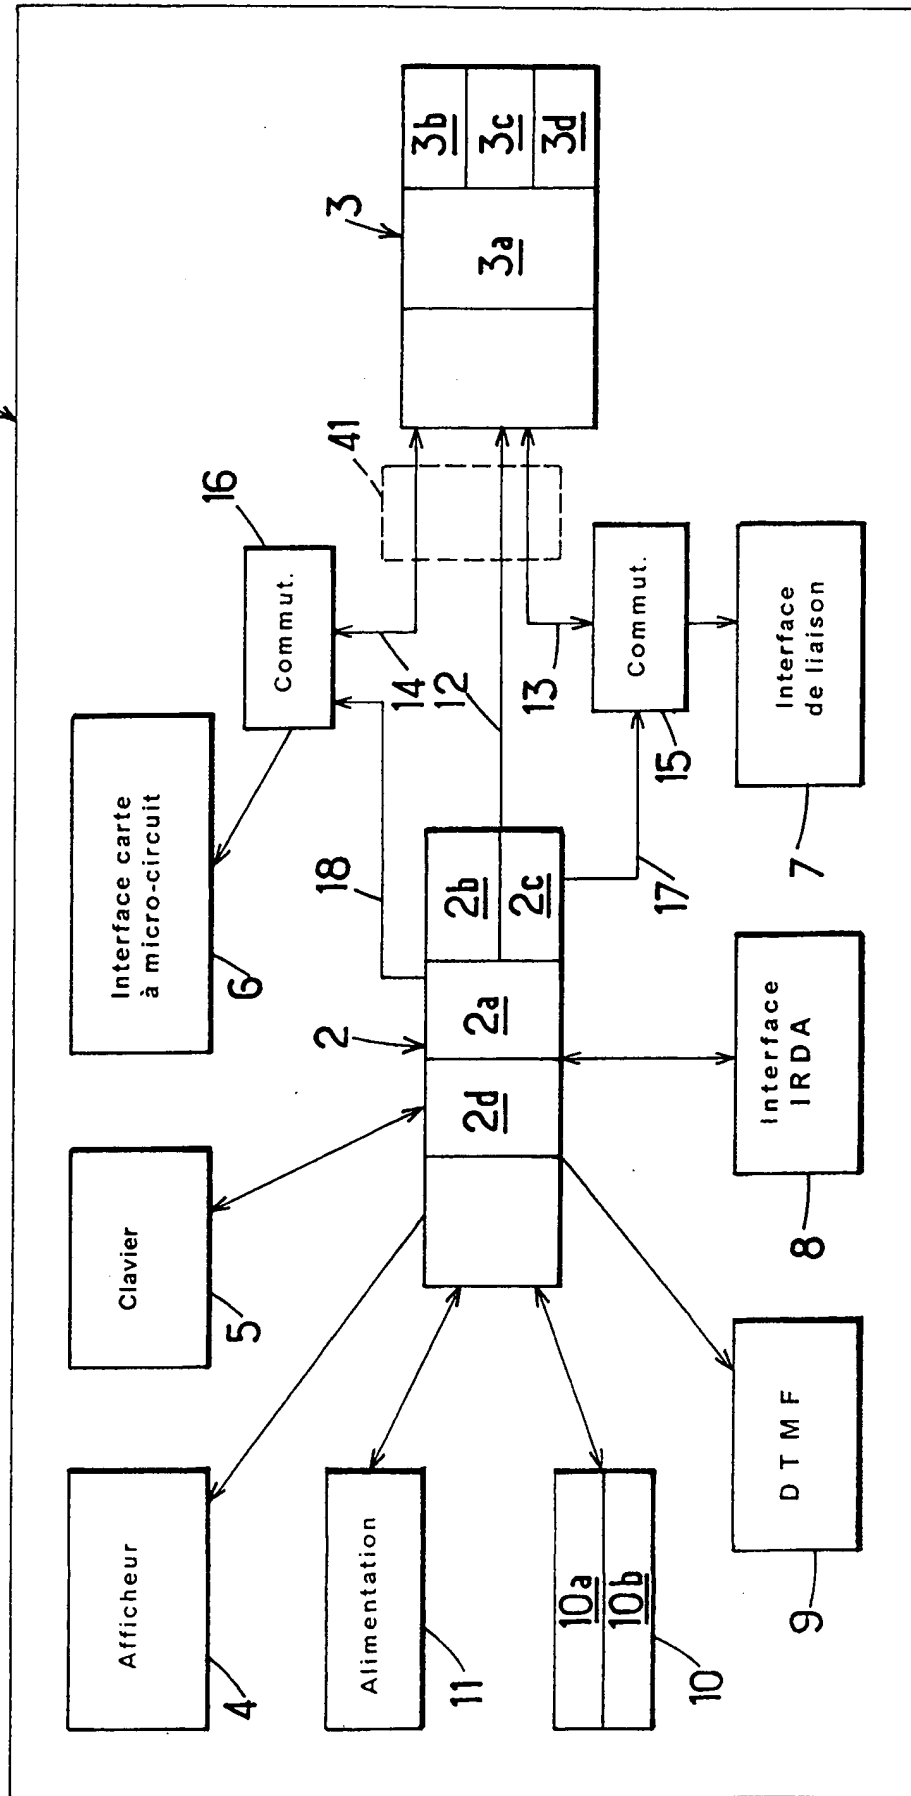 Afficheur
4
Clavier
5
Interface carte
à micro-circuit
6
Commut.
16
18
14
12
41
3
3a
3b
3c
3d
Alimentation
11
2
2d
2a
2b
2c
10a
10b
10
13
17
15
Commut.
DTMF
9
Interface
IRDA
8
Interface
de liaison
7